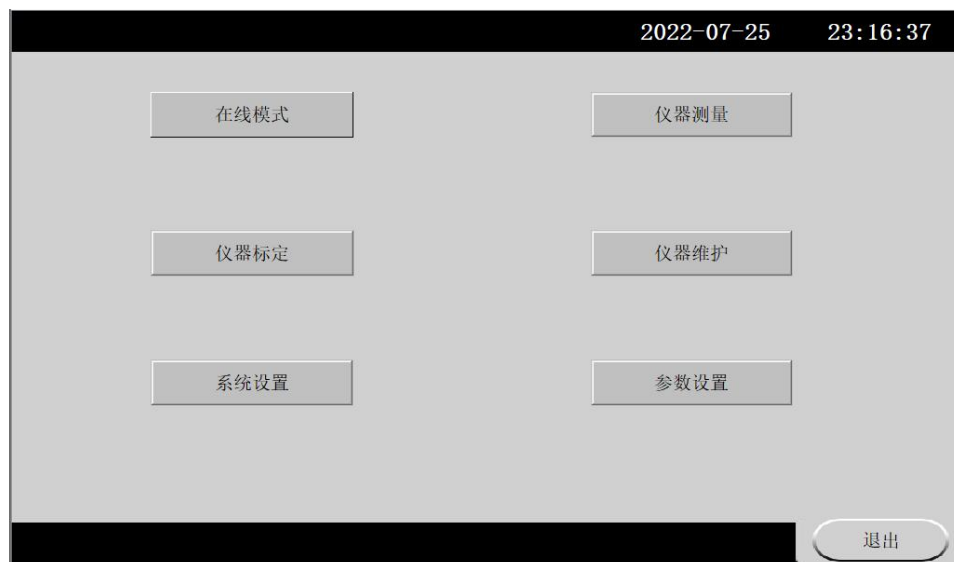 2022-07-25 23:16:37
在线模式 仪器测量
仪器标定 仪器维护
系统设置 参数设置
退出